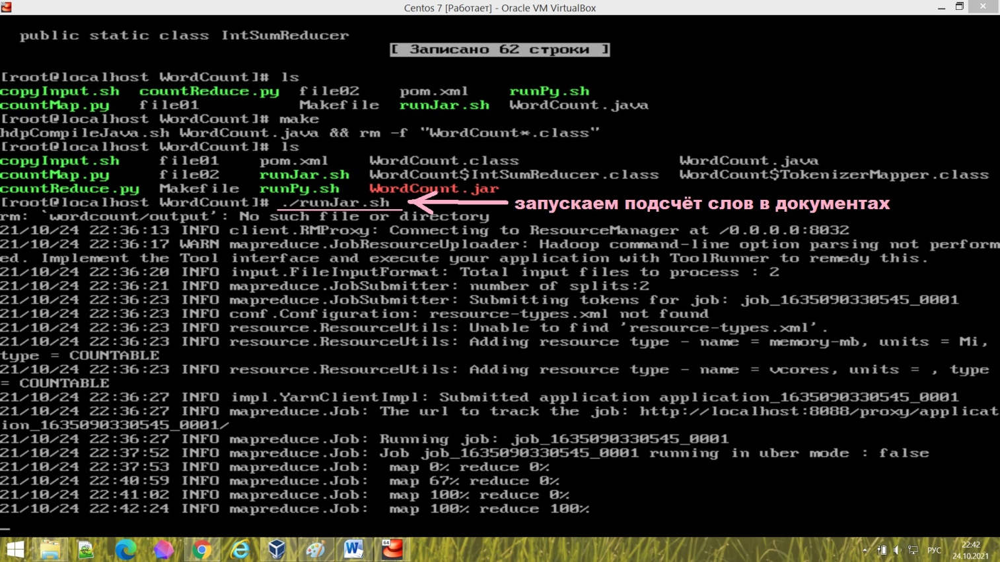 Centos 7 [Работает] - Oracle VM VirtualBox
public static class IntSumReducer
[ Записано 62 строки ]
[root@localhost WordCount]# ls
copyInput.sh countReduce.py file02 pom.xml runPy.sh
countMap.py file01 Makefile runJar.sh WordCount.java
[root@localhost WordCount]# make
hdpCompileJava.sh WordCount.java && rm -f "WordCount*.class"
[root@localhost WordCount]# ls
copyInput.sh file01 pom.xml WordCount.class WordCount.java
countMap.py file02 runJar.sh WordCount$IntSumReducer.class WordCount$TokenizerMapper.class
countReduce.py Makefile runPy.sh WordCount.jar
[root@localhost WordCount]# ./runJar.sh запускаем подсчёт слов в документах
rm: `wordcount/output': No such file or directory
21/10/24 22:36:13 INFO client.RMProxy: Connecting to ResourceManager at /0.0.0.0:8032
21/10/24 22:36:17 WARN mapreduce.JobResourceUploader: Hadoop command-line option parsing not perform
ed. Implement the Tool interface and execute your application with ToolRunner to remedy this.
21/10/24 22:36:20 INFO input.FileInputFormat: Total input files to process : 2
21/10/24 22:36:21 INFO mapreduce.JobSubmitter: number of splits:2
21/10/24 22:36:23 INFO mapreduce.JobSubmitter: Submitting tokens for job: job_1635090330545_0001
21/10/24 22:36:23 INFO conf.Configuration: resource-types.xml not found
21/10/24 22:36:23 INFO resource.ResourceUtils: Unable to find 'resource-types.xml'.
21/10/24 22:36:23 INFO resource.ResourceUtils: Adding resource type - name = memory-mb, units = Mi,
type = COUNTABLE
21/10/24 22:36:23 INFO resource.ResourceUtils: Adding resource type - name = vcores, units = , type
= COUNTABLE
21/10/24 22:36:27 INFO impl.YarnClientImpl: Submitted application application_1635090330545_0001
21/10/24 22:36:27 INFO mapreduce.Job: The url to track the job: http://localhost:8088/proxy/applicat
ion_1635090330545_0001/
21/10/24 22:36:27 INFO mapreduce.Job: Running job: job_1635090330545_0001
21/10/24 22:37:52 INFO mapreduce.Job: Job job_1635090330545_0001 running in uber mode : false
21/10/24 22:37:53 INFO mapreduce.Job: map 0% reduce 0%
21/10/24 22:40:59 INFO mapreduce.Job: map 67% reduce 0%
21/10/24 22:41:02 INFO mapreduce.Job: map 100% reduce 0%
21/10/24 22:42:24 INFO mapreduce.Job: map 100% reduce 100%
64
РУС
22:42
24.10.2021